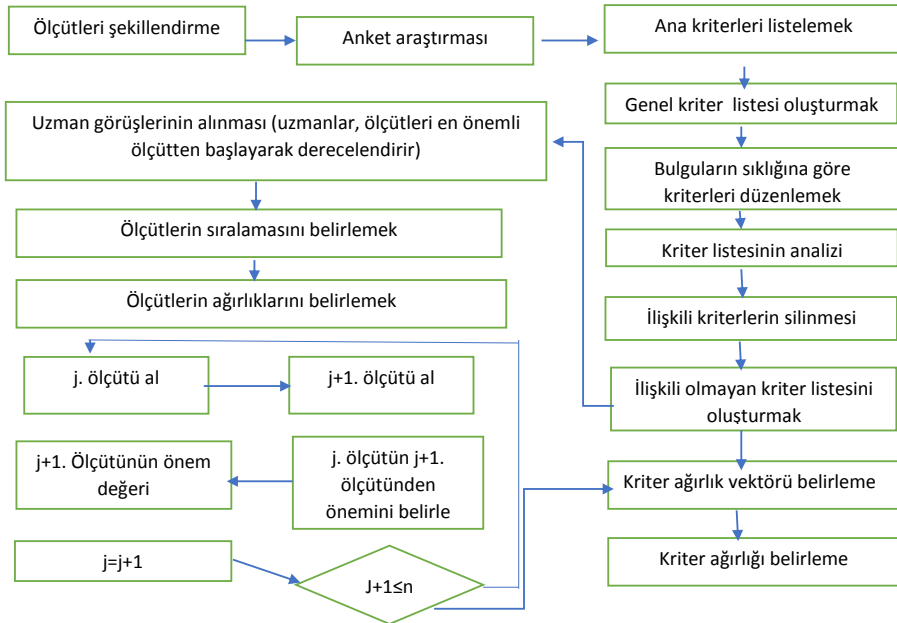 Ölçütleri şekillendirme
Anket araştırması
Ana kriterleri listelemek
Genel kriter listesi oluşturmak
Bulguların sıklığına göre
kriterleri düzenlemek
Kriter listesinin analizi
İlişkili kriterlerin silinmesi
İlişkili olmayan kriter listesini
oluşturmak
Uzman görüşlerinin alınması (uzmanlar, ölçütleri en önemli
ölçütten başlayarak derecelendirir)
Ölçütlerin sıralamasını belirlemek
Ölçütlerin ağırlıklarını belirlemek
j. ölçütü al
j+1. ölçütü al
j. ölçütün j+1.
ölçütünden
önemini belirle
j+1. Ölçütünün önem
değeri
j=j+1
J+1≤n
Kriter ağırlık vektörü belirleme
Kriter ağırlığı belirleme